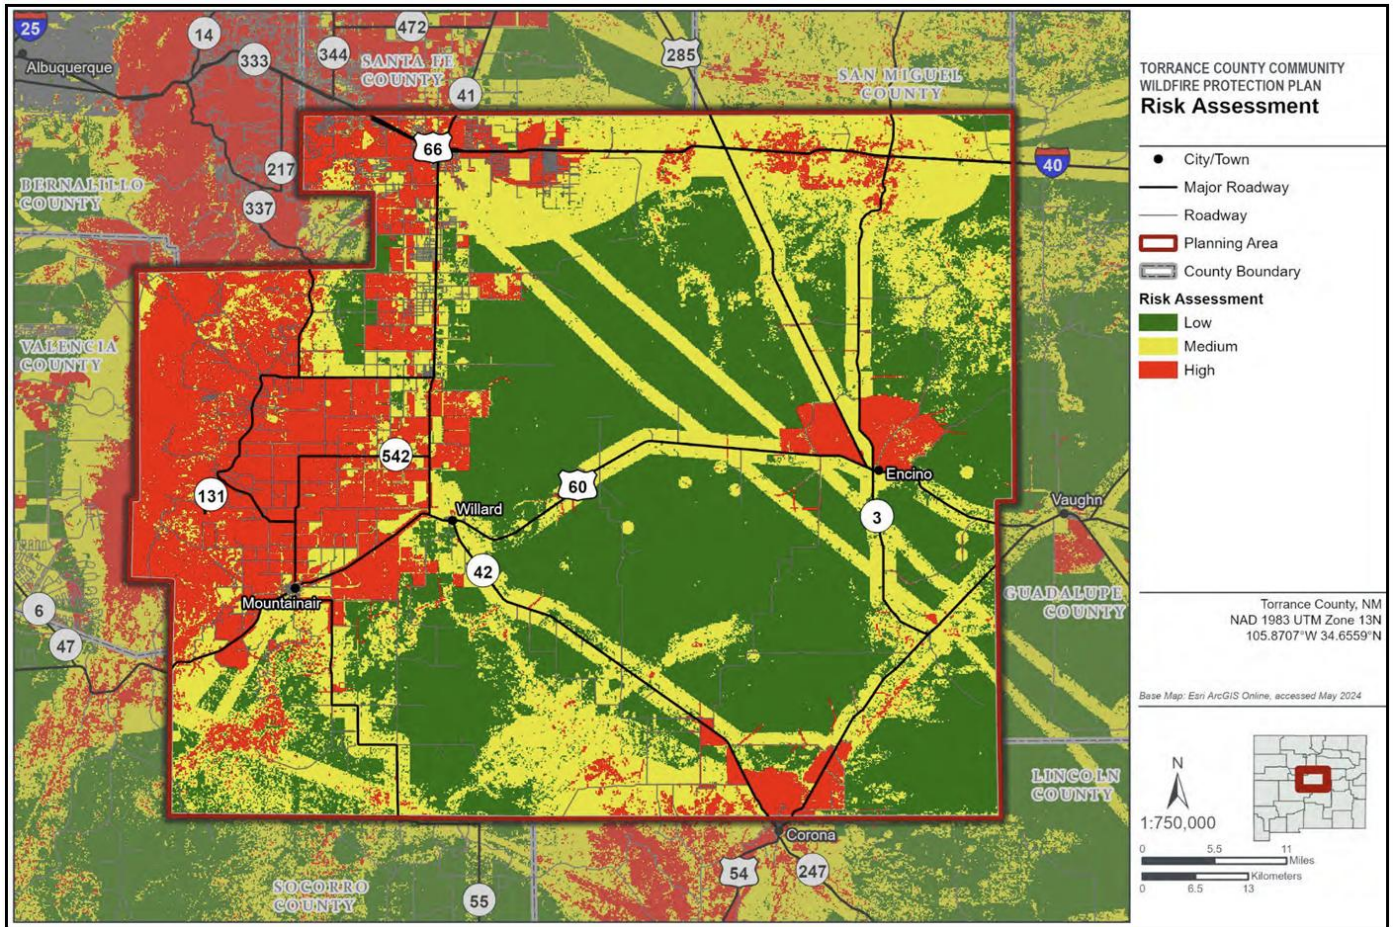 25
Albuquerque
14
333
344
472
SANTA FE
COUNTY
41
285
SAN MIGUEL
COUNTY
66
40
217
337
BERNALILLO
COUNTY
VALENCIA
COUNTY
542
131
60
Encino
Vaughn
Willard
3
42
Mountainair
GUADALUPE
COUNTY
6
47
LINCOLN
COUNTY
Corona
54
247
SOCORRO
COUNTY
55
TORRANCE COUNTY COMMUNITY
WILDFIRE PROTECTION PLAN
Risk Assessment
City/Town
Major Roadway
Roadway
Planning Area
County Boundary
Risk Assessment
Low
Medium
High
Torrance County, NM
NAD 1983 UTM Zone 13N
105.8707°W 34.6559°N
Base Map: Esri ArcGIS Online, accessed May 2024
N
1:750,000
0 5.5 11
Miles
Kilometers
0 6.5 13